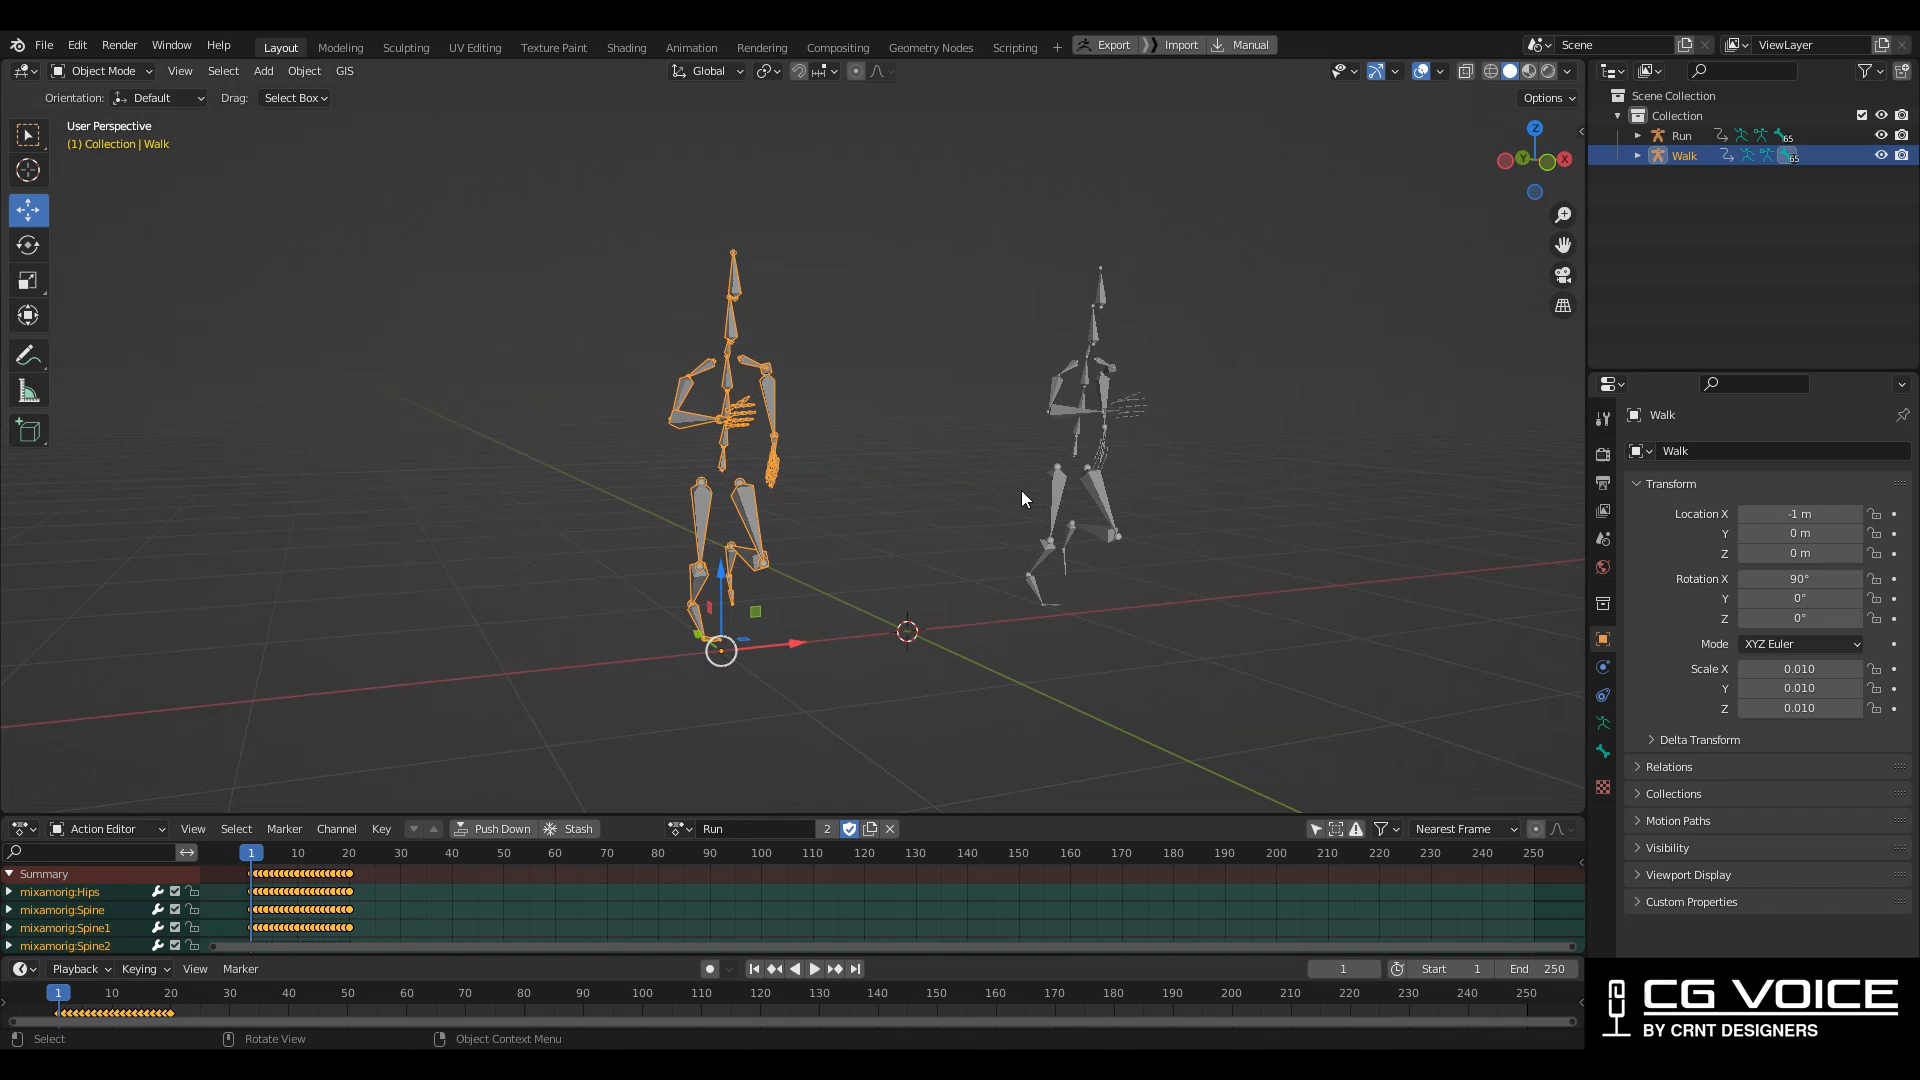 File Edit Render Window Help Layout Modeling Sculpting UV Editing Texture Paint Shading Animation Rendering Compositing Geometry Nodes Scripting + Export Import Manual Scene ViewLayer
Object Mode View Select Add Object GIS Global
Orientation: Default Drag: Select Box Options
User Perspective
(1) Collection | Walk
Z
Y X
Scene Collection
Collection
Run 65
Walk 65
Walk
Walk
Transform
Location X -1 m
Y 0 m
Z 0 m
Rotation X 90°
Y 0°
Z 0°
Mode XYZ Euler
Scale X 0.010
Y 0.010
Z 0.010
Delta Transform
Relations
Collections
Motion Paths
Visibility
Viewport Display
Custom Properties
Action Editor View Select Marker Channel Key Push Down Stash Run 2 Nearest Frame
1 10 20 30 40 50 60 70 80 90 100 110 120 130 140 150 160 170 180 190 200 210 220 230 240 250
Summary
mixamorig:Hips
mixamorig:Spine
mixamorig:Spine1
mixamorig:Spine2
Playback Keying View Marker 1 Start 1 End 250
1 10 20 30 40 50 60 70 80 90 100 110 120 130 140 150 160 170 180 190 200 210 220 230 240 250
Select Rotate View Object Context Menu
CG VOICE
BY CRNT DESIGNERS